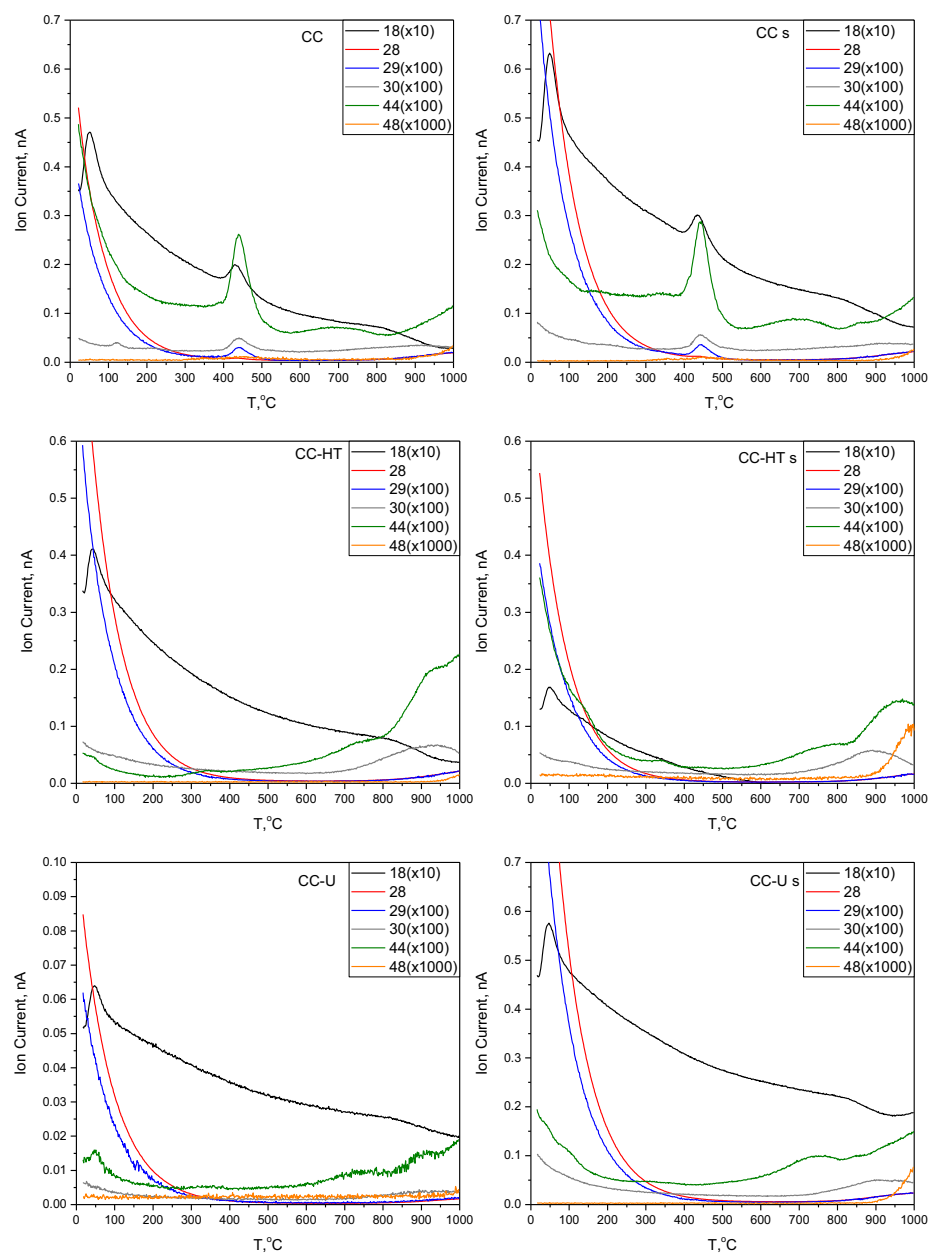 CC
18(x10)
28
29(x100)
30(x100)
44(x100)
48(x1000)
0.7
0.6
0.5
0.4
0.3
0.2
0.1
0.0
Ion Current, nA
0 100 200 300 400 500 600 700 800 900 1000
T,°C
CC s
18(x10)
28
29(x100)
30(x100)
44(x100)
48(x1000)
0.7
0.6
0.5
0.4
0.3
0.2
0.1
0.0
Ion Current, nA
0 100 200 300 400 500 600 700 800 900 1000
T,°C
CC-HT
18(x10)
28
29(x100)
30(x100)
44(x100)
48(x1000)
0.6
0.5
0.4
0.3
0.2
0.1
0.0
Ion Current, nA
0 100 200 300 400 500 600 700 800 900 1000
T,°C
CC-HT s
18(x10)
28
29(x100)
30(x100)
44(x100)
48(x1000)
0.6
0.5
0.4
0.3
0.2
0.1
0.0
Ion Current, nA
0 100 200 300 400 500 600 700 800 900 1000
T,°C
CC-U
18(x10)
28
29(x100)
30(x100)
44(x100)
48(x1000)
0.10
0.09
0.08
0.07
0.06
0.05
0.04
0.03
0.02
0.01
0.00
Ion Current, nA
0 100 200 300 400 500 600 700 800 900 1000
T,°C
CC-U s
18(x10)
28
29(x100)
30(x100)
44(x100)
48(x1000)
0.7
0.6
0.5
0.4
0.3
0.2
0.1
0.0
Ion Current, nA
0 100 200 300 400 500 600 700 800 900 1000
T,°C